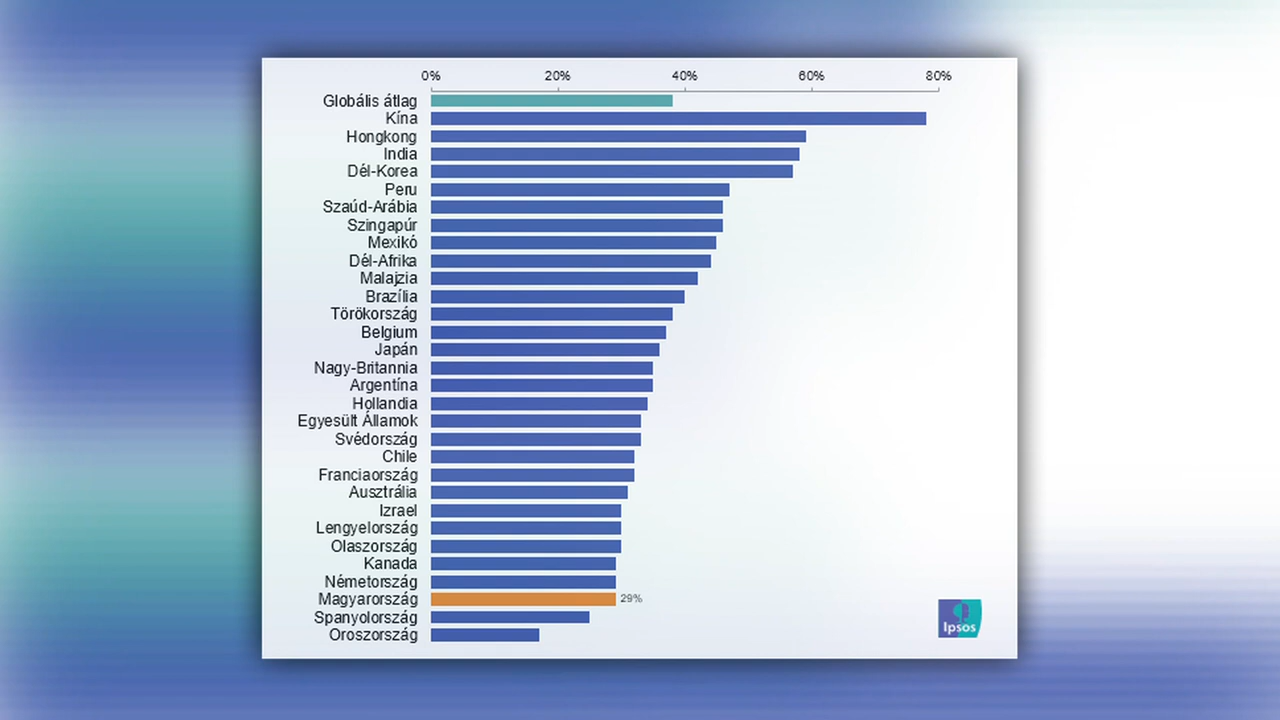 0% 20% 40% 60% 80%
Globális átlag
Kína
Hongkong
India
Dél-Korea
Peru
Szaúd-Arábia
Szingapúr
Mexikó
Dél-Afrika
Malajzia
Brazília
Törökország
Belgium
Japán
Nagy-Britannia
Argentína
Hollandia
Egyesült Államok
Svédország
Chile
Franciaország
Ausztrália
Izrael
Lengyelország
Olaszország
Kanada
Németország
Magyarország 29%
Spanyolország
Oroszország
Ipsos